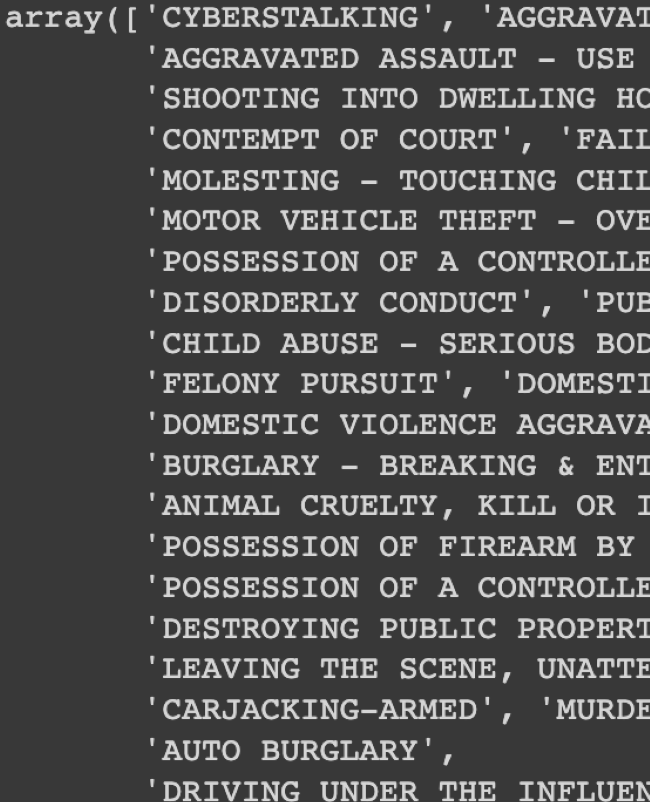 array(['CYBERSTALKING', 'AGGRAVAT
'AGGRAVATED ASSAULT - USE
'SHOOTING INTO DWELLING HO
'CONTEMPT OF COURT', 'FAIL
'MOLESTING - TOUCHING CHIL
'MOTOR VEHICLE THEFT - OVE
'POSSESSION OF A CONTROLLE
'DISORDERLY CONDUCT', 'PUB
'CHILD ABUSE - SERIOUS BOD
'FELONY PURSUIT', 'DOMESTI
'DOMESTIC VIOLENCE AGGRAVA
'BURGLARY - BREAKING & ENT
'ANIMAL CRUELTY, KILL OR I
'POSSESSION OF FIREARM BY
'POSSESSION OF A CONTROLLE
'DESTROYING PUBLIC PROPERT
'LEAVING THE SCENE, UNATTE
'CARJACKING-ARMED', 'MURDE
'AUTO BURGLARY',
'DRIVING UNDER THE INFLUEN